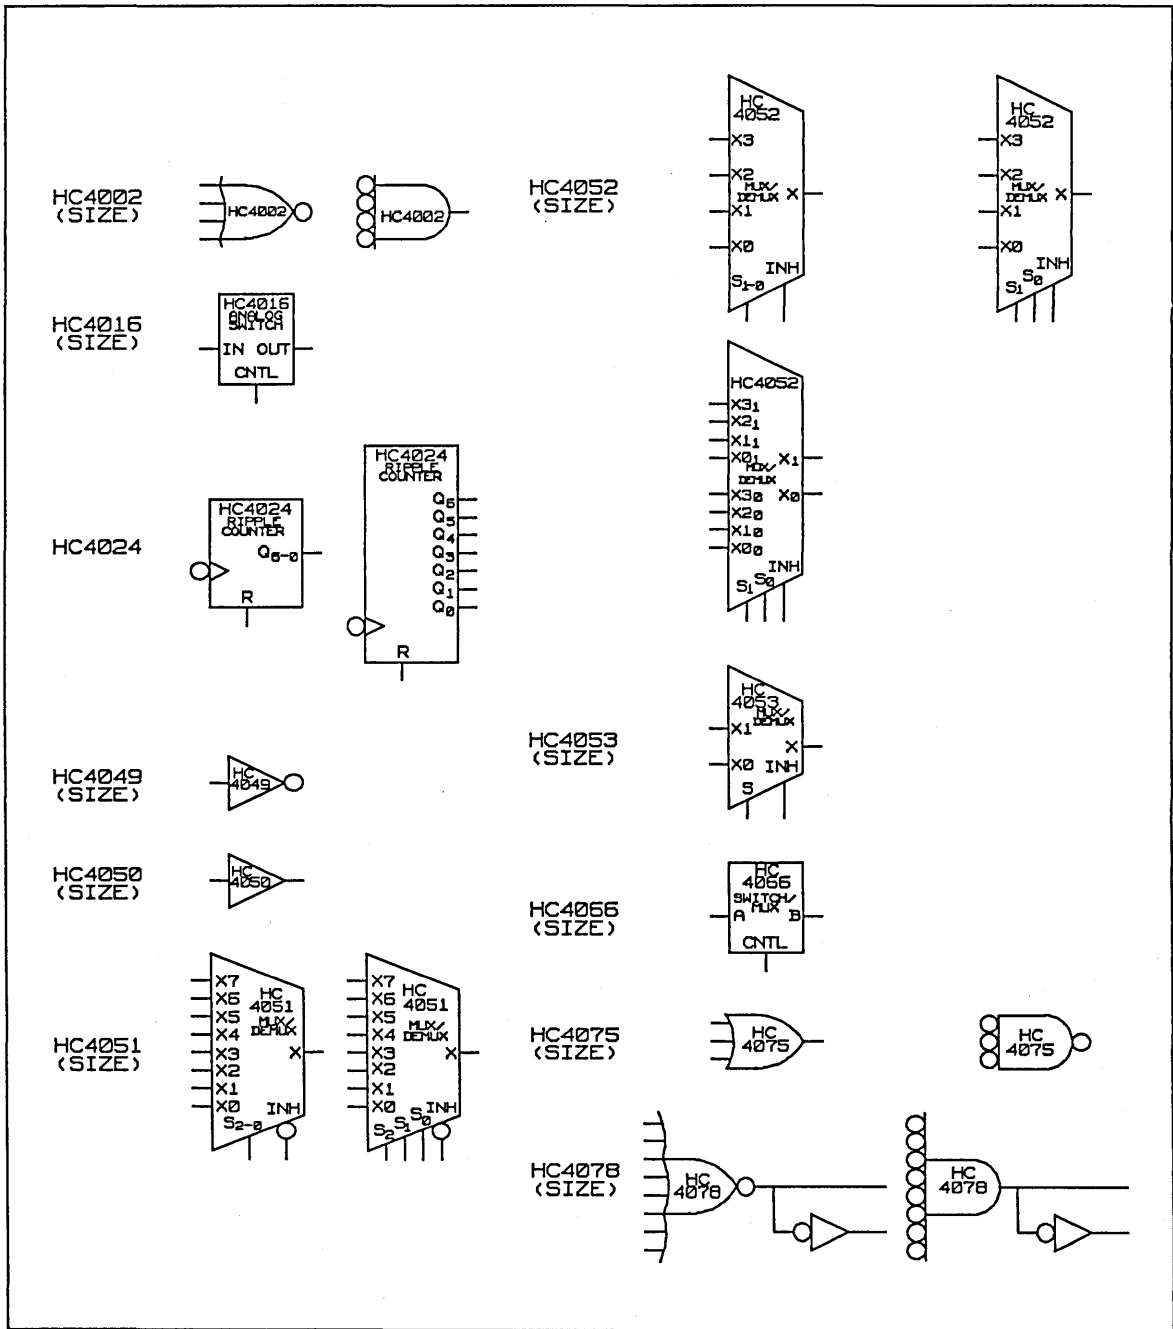 HC4002
(SIZE)
HC4002
HC4002
HC4016
(SIZE)
HC4016
ANALOG
SWITCH
IN OUT
CNTL
HC4024
HC4024
RIPPLE
COUNTER
Q6-0
R
HC4024
RIPPLE
COUNTER
Q6
Q5
Q4
Q3
Q2
Q1
Q0
R
HC4049
(SIZE)
HC
4049
HC4050
(SIZE)
HC
4050
HC4051
(SIZE)
X7
X6
X5
X4
X3
X2
X1
X0
HC
4051
MUX/
DEMUX
X
INH
S2-0
X7
X6
X5
X4
X3
X2
X1
X0
HC
4051
MUX/
DEMUX
X
INH
S2 S1 S0
HC4052
(SIZE)
HC
4052
X3
X2
MUX/
DEMUX X
X1
X0
INH
S1-0
HC
4052
X3
X2
MUX/
DEMUX X
X1
X0
INH
S1 S0
HC4052
X31
X21
X11
X01 X1
MUX/
DEMUX
X30 X0
X20
X10
X00
INH
S1 S0
HC4053
(SIZE)
HC
4053
MUX/
DEMUX
X1
X
X0 INH
S
HC4066
(SIZE)
HC
4066
SWITCH/
MUX
A B
CNTL
HC4075
(SIZE)
HC
4075
HC
4075
HC4078
(SIZE)
HC
4078
HC
4078